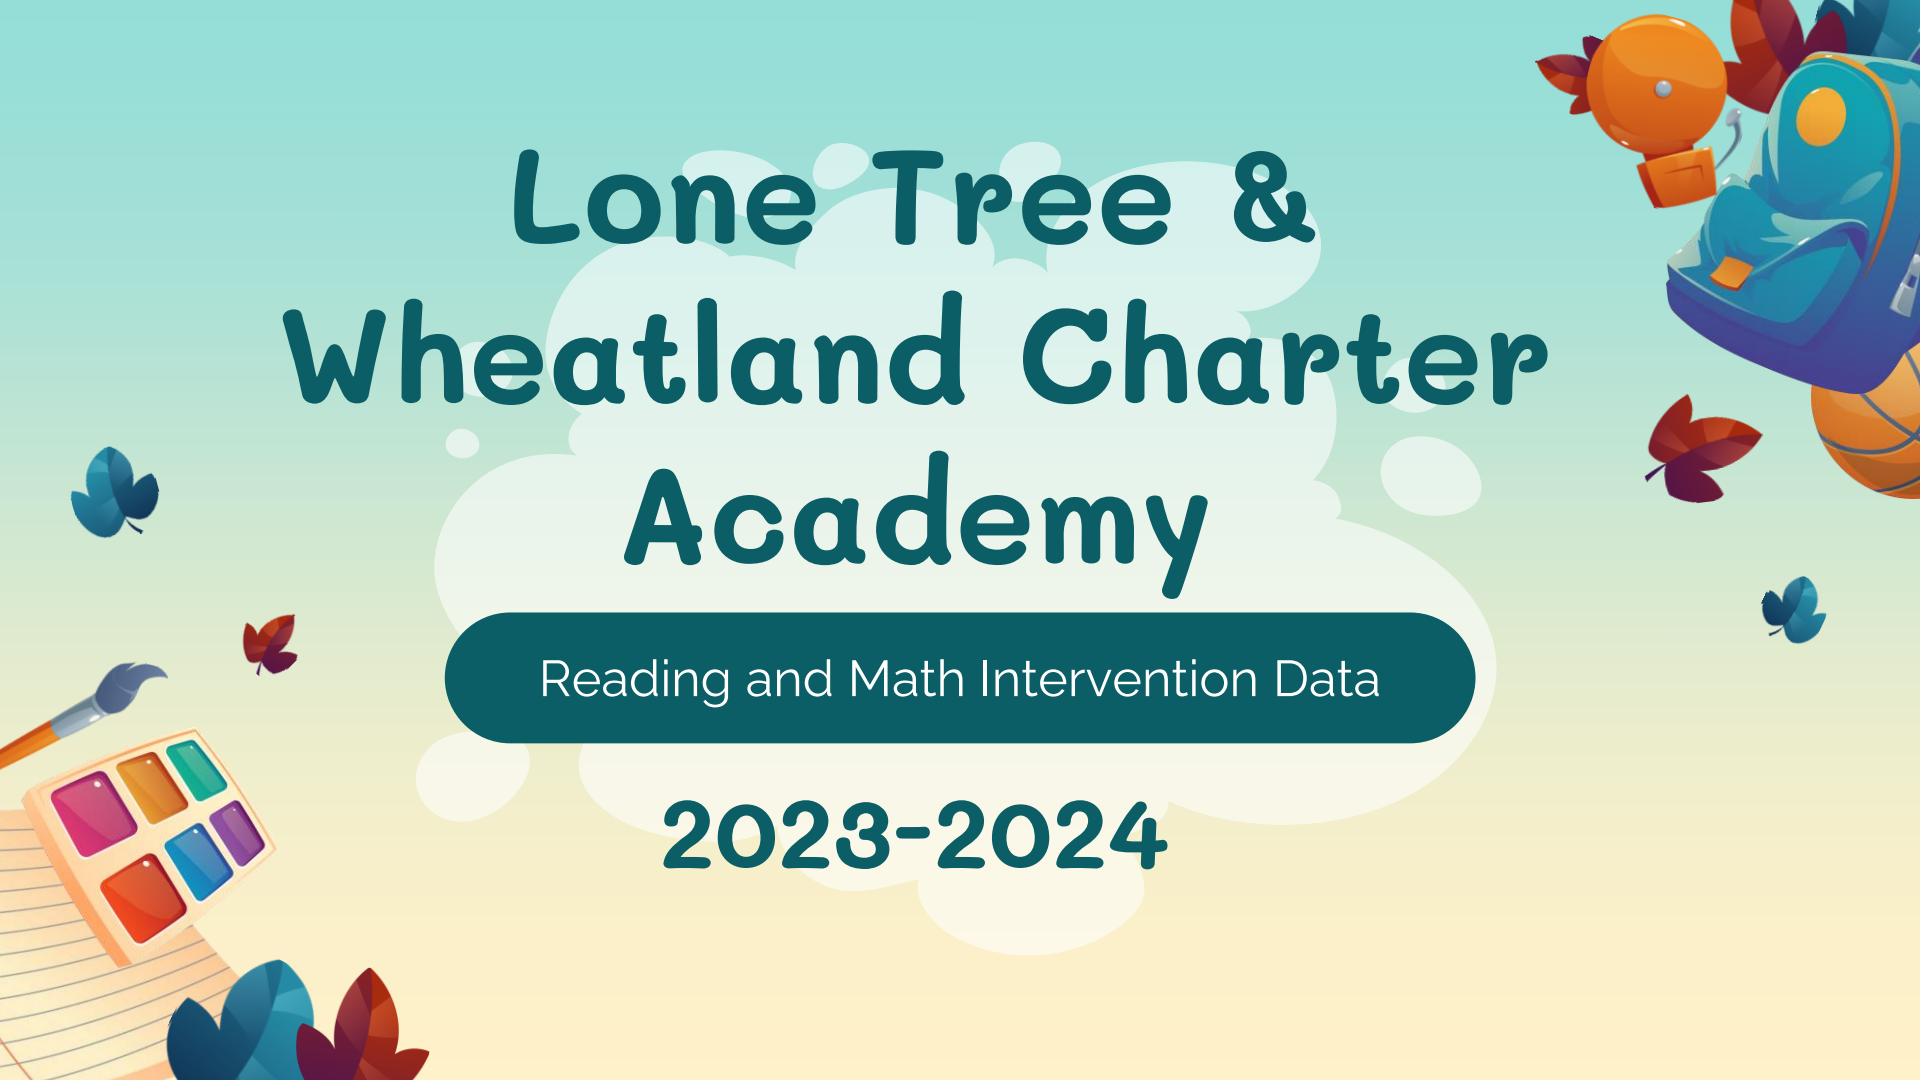 Lone Tree &
Wheatland Charter
Academy
Reading and Math Intervention Data
2023-2024